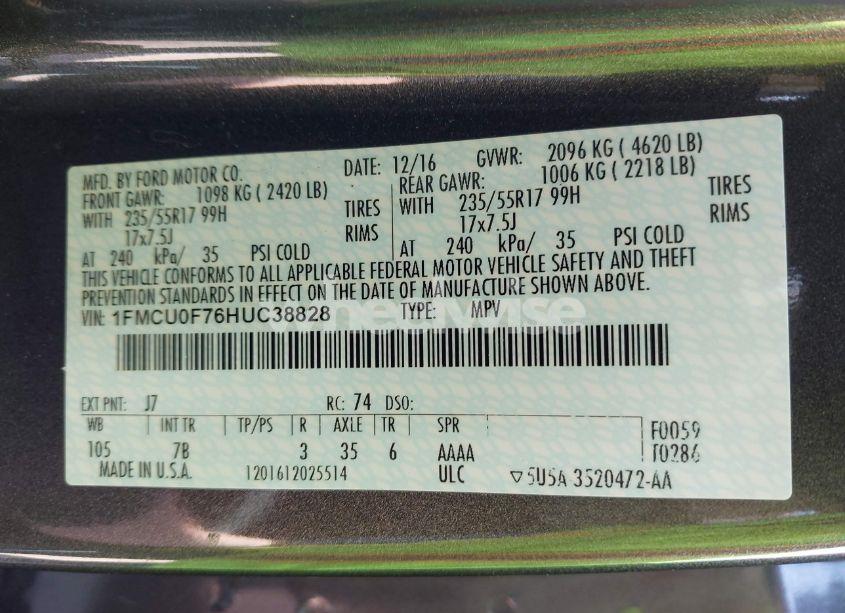 MFD. BY FORD MOTOR CO. DATE: 12/16 GVWR: 2096 KG ( 4620 LB)
FRONT GAWR: 1098 KG ( 2420 LB) REAR GAWR: 1006 KG ( 2218 LB)
WITH 235/55R17 99H TIRES WITH 235/55R17 99H TIRES
17x7.5J RIMS 17x7.5J RIMS
AT 240 kPa/ 35 PSI COLD AT 240 kPa/ 35 PSI COLD
THIS VEHICLE CONFORMS TO ALL APPLICABLE FEDERAL MOTOR VEHICLE SAFETY AND THEFT
PREVENTION STANDARDS IN EFFECT ON THE DATE OF MANUFACTURE SHOWN ABOVE.
VIN: 1FMCU0F76HUC38828 TYPE: MPV
EXT PNT: J7 RC: 74 DSO:
WB INT TR TP/PS R AXLE TR SPR
F0059
105 7B 3 35 6 AAAA
T0286
MADE IN U.S.A. 1201612025514 ULC 5U5A 3520472-AA